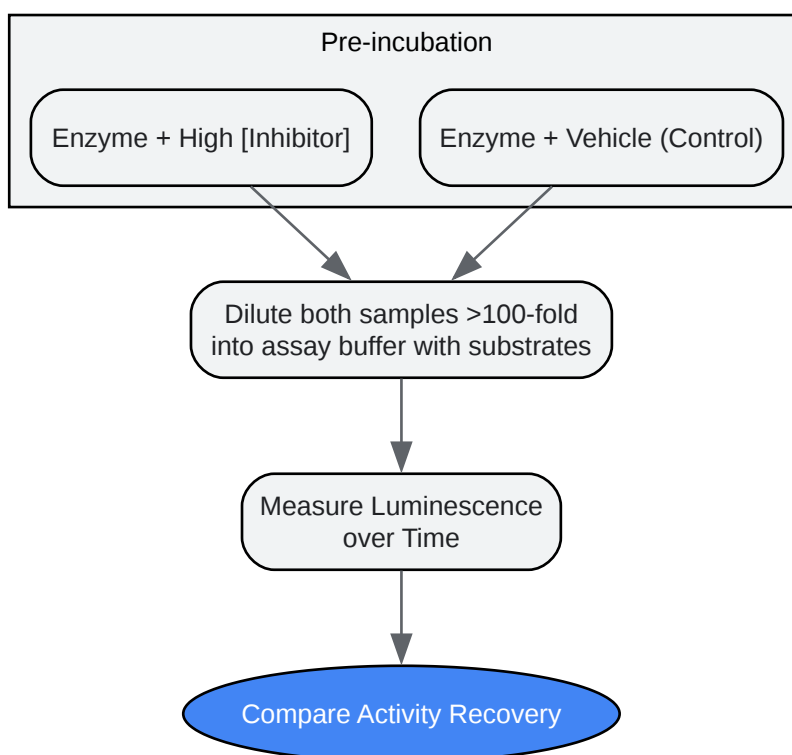 Pre-incubation
Enzyme + High [Inhibitor]
Enzyme + Vehicle (Control)
Dilute both samples >100-fold
into assay buffer with substrates
Measure Luminescence
over Time
Compare Activity Recovery